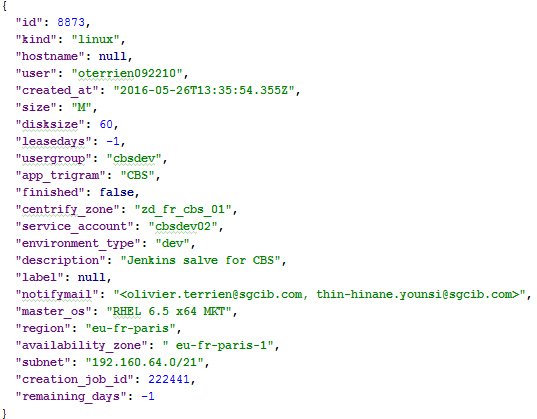 {
"id": 8873,
"kind": "linux",
"hostname": null,
"user": "oterrien092210",
"created_at": "2016-05-26T13:35:54.355Z",
"size": "M",
"disksize": 60,
"leasedays": -1,
"usergroup": "cbsdev",
"app_trigram": "CBS",
"finished": false,
"centrify_zone": "zd_fr_cbs_01",
"service_account": "cbsdev02",
"environment_type": "dev",
"description": "Jenkins salve for CBS",
"label": null,
"notifymail": "<olivier.terrien@sgcib.com, thin-hinane.younsi@sgcib.com>",
"master_os": "RHEL 6.5 x64 MKT",
"region": "eu-fr-paris",
"availability_zone": " eu-fr-paris-1",
"subnet": "192.160.64.0/21",
"creation_job_id": 222441,
"remaining_days": -1
}